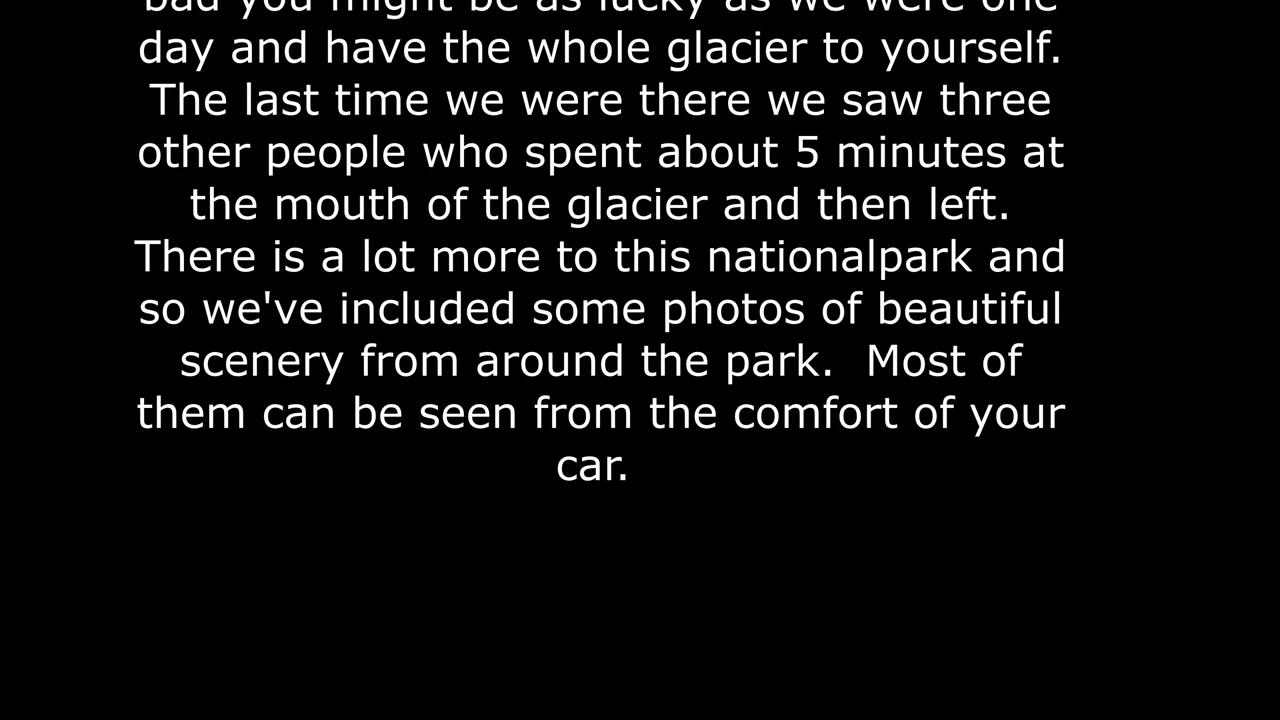 bad you might be as lucky as we were one
day and have the whole glacier to yourself.
The last time we were there we saw three
other people who spent about 5 minutes at
the mouth of the glacier and then left.
There is a lot more to this nationalpark and
so we've included some photos of beautiful
scenery from around the park.  Most of
them can be seen from the comfort of your
car.